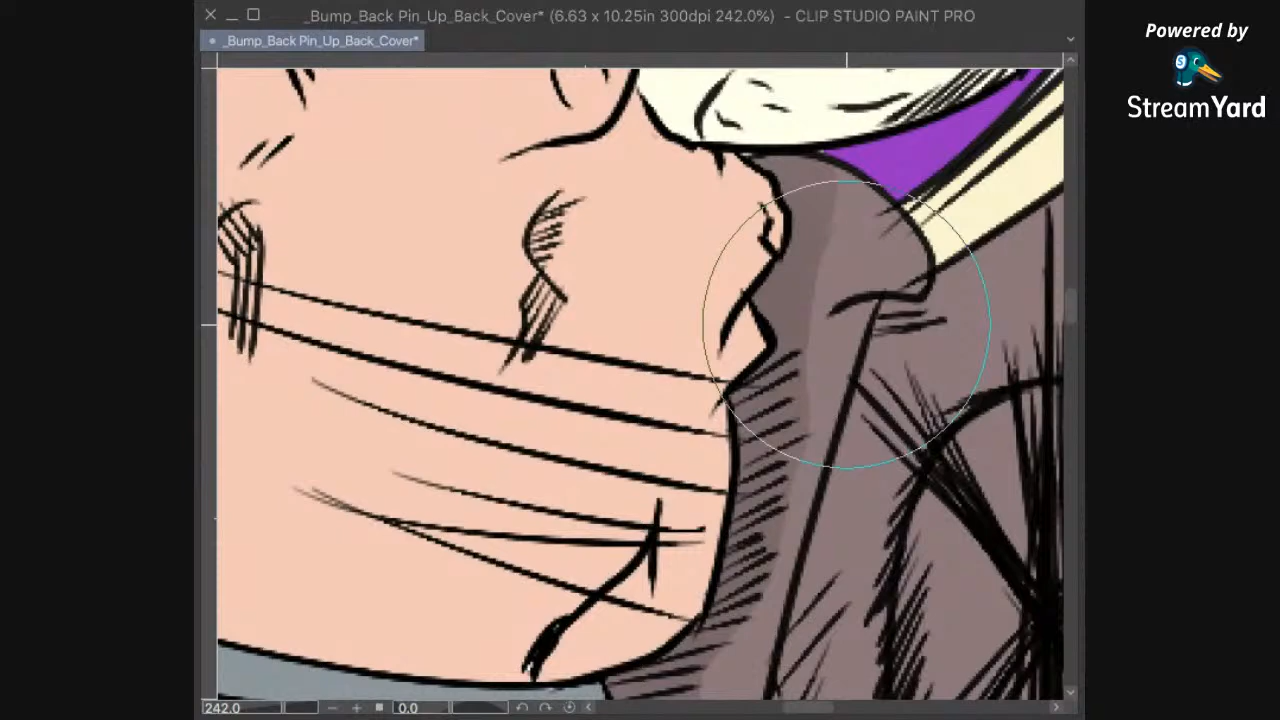 _Bump_Back Pin_Up_Back_Cover* (6.63 x 10.25in 300dpi 242.0%) - CLIP STUDIO PAINT PRO
_Bump_Back Pin_Up_Back_Cover*
Powered by
StreamYard
242.0
0.0